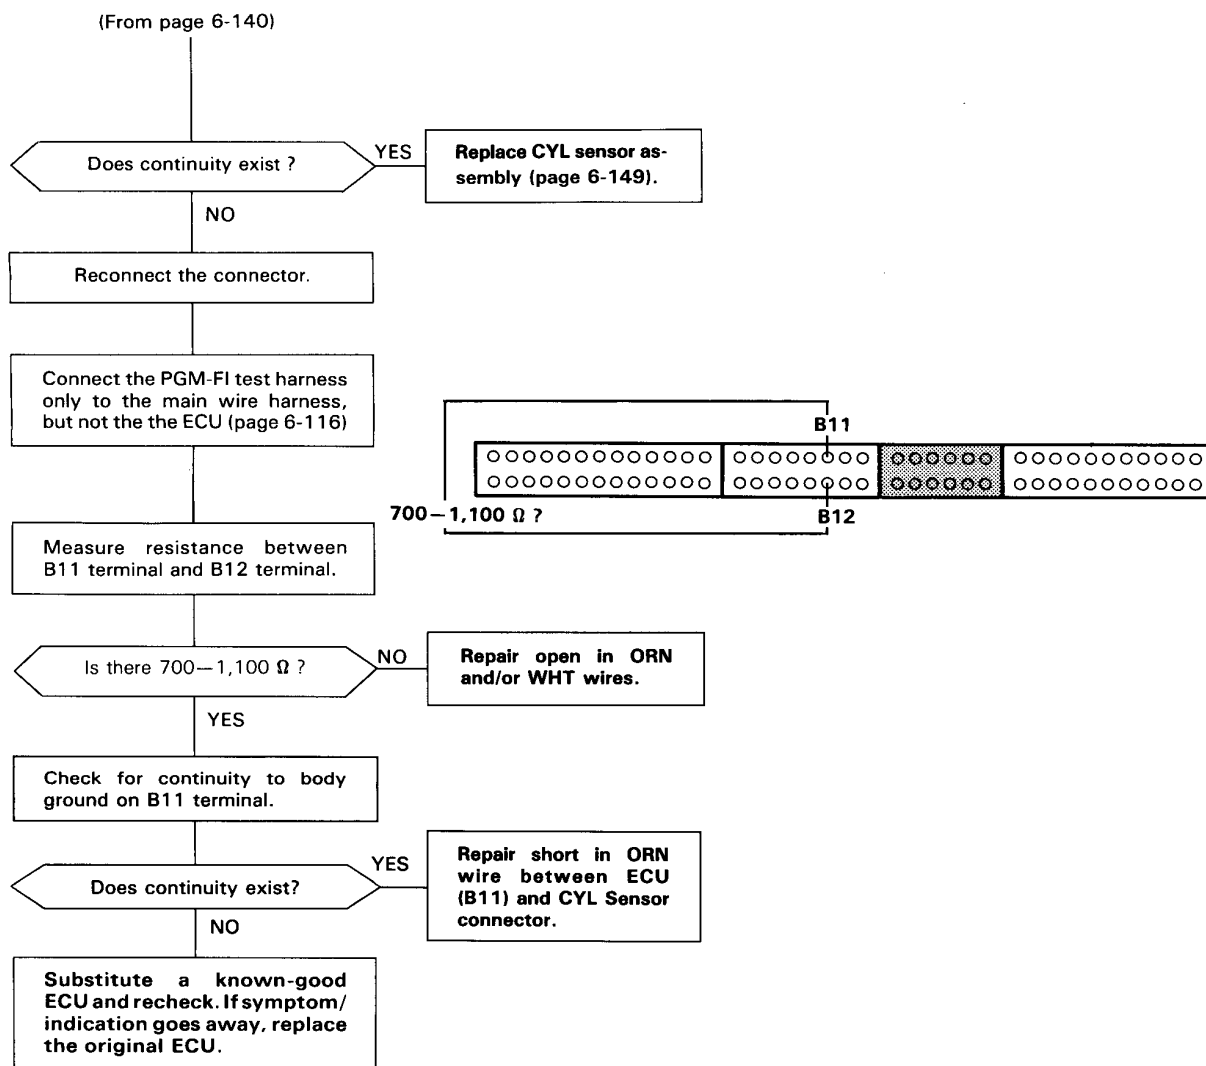 (From page 6-140)
Does continuity exist ?
YES
Replace CYL sensor as-
sembly (page 6-149).
NO
Reconnect the connector.
Connect the PGM-FI test harness
only to the main wire harness,
but not the the ECU (page 6-116)
B11
700—1,100 Ω ?
B12
Measure resistance between
B11 terminal and B12 terminal.
Is there 700—1,100 Ω ?
NO
Repair open in ORN
and/or WHT wires.
YES
Check for continuity to body
ground on B11 terminal.
Does continuity exist?
YES
Repair short in ORN
wire between ECU
(B11) and CYL Sensor
connector.
NO
Substitute a known-good
ECU and recheck. If symptom/
indication goes away, replace
the original ECU.